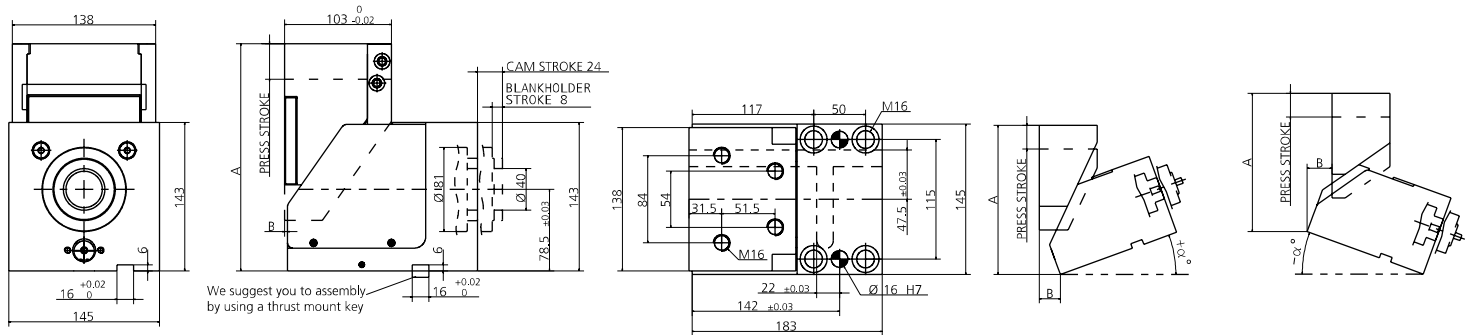 138
143
6
16 +0.02 0
145
103 0 -0.02
A
PRESS STROKE
B
CAM STROKE 24
BLANKHOLDER
STROKE 8
Ø 81
Ø 40
78.5 ±0.03
143
6
16 +0.02 0
We suggest you to assembly
by using a thrust mount key
117
50
M16
138
84
54
31.5
51.5
M16
47.5 ±0.03
115
145
22 ±0.03
Ø 16 H7
142 ±0.03
183
A
PRESS STROKE
B
+α°
A
PRESS STROKE
B
-α°